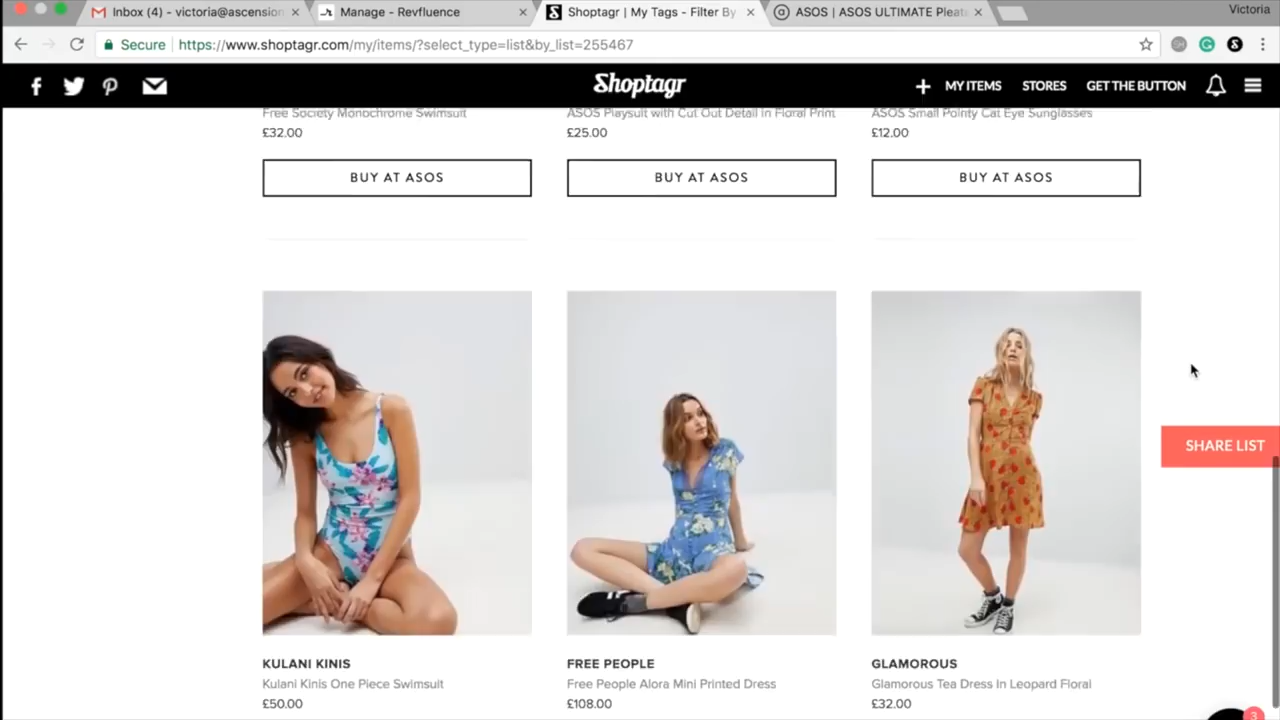 Victoria
Inbox (4) - victoria@ascension
Manage - Revfluence
Shoptagr | My Tags - Filter By
ASOS | ASOS ULTIMATE Pleat
Secure
https://www.shoptagr.com/my/items/?select_type=list&by_list=255467
Shoptagr
MY ITEMS
STORES
GET THE BUTTON
Free Society Monochrome Swimsuit
ASOS Playsuit with Cut Out Detail In Floral Print
ASOS Small Pointy Cat Eye Sunglasses
£32.00
£25.00
£12.00
BUY AT ASOS
BUY AT ASOS
BUY AT ASOS
SHARE LIST
KULANI KINIS
Kulani Kinis One Piece Swimsuit
£50.00
FREE PEOPLE
Free People Alora Mini Printed Dress
£108.00
GLAMOROUS
Glamorous Tea Dress In Leopard Floral
£32.00
3